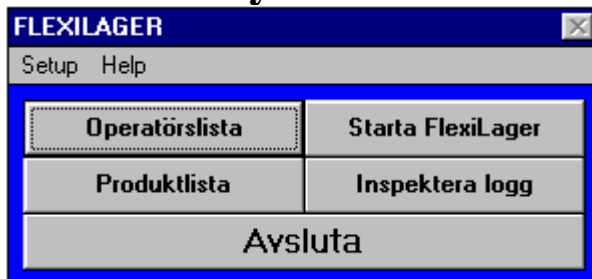 FLEXILAGER
Setup Help
Operatörslista Starta FlexiLager
Produktlista Inspektera logg
Avsluta